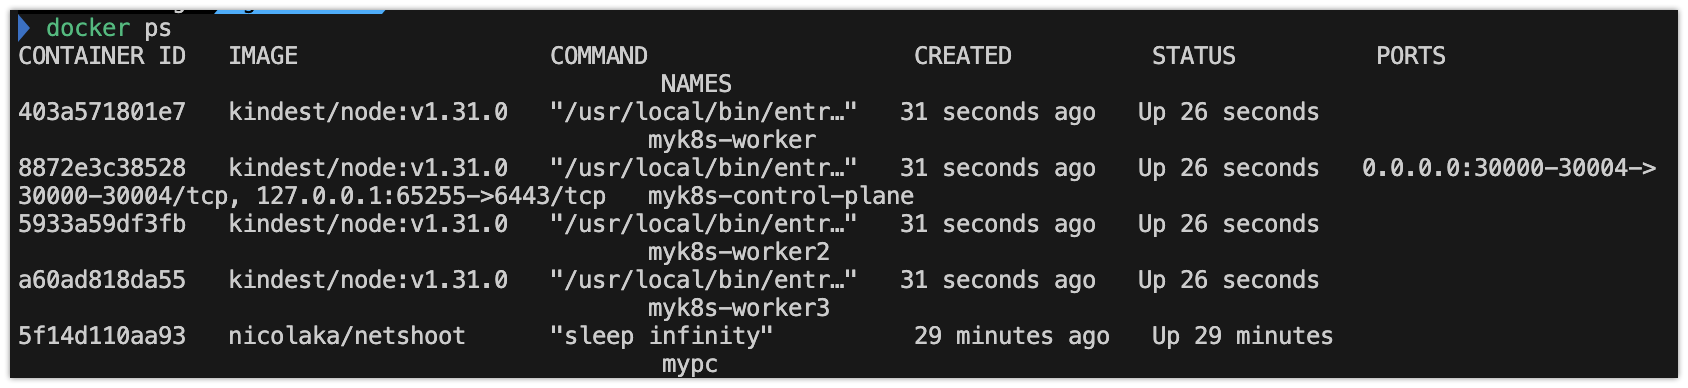 docker ps
CONTAINER ID   IMAGE                  COMMAND                   CREATED          STATUS          PORTS
NAMES
403a571801e7   kindest/node:v1.31.0   "/usr/local/bin/entr…"   31 seconds ago   Up 26 seconds
myk8s-worker
8872e3c38528   kindest/node:v1.31.0   "/usr/local/bin/entr…"   31 seconds ago   Up 26 seconds   0.0.0.0:30000-30004->
30000-30004/tcp, 127.0.0.1:65255->6443/tcp   myk8s-control-plane
5933a59df3fb   kindest/node:v1.31.0   "/usr/local/bin/entr…"   31 seconds ago   Up 26 seconds
myk8s-worker2
a60ad818da55   kindest/node:v1.31.0   "/usr/local/bin/entr…"   31 seconds ago   Up 26 seconds
myk8s-worker3
5f14d110aa93   nicolaka/netshoot      "sleep infinity"          29 minutes ago   Up 29 minutes
mypc